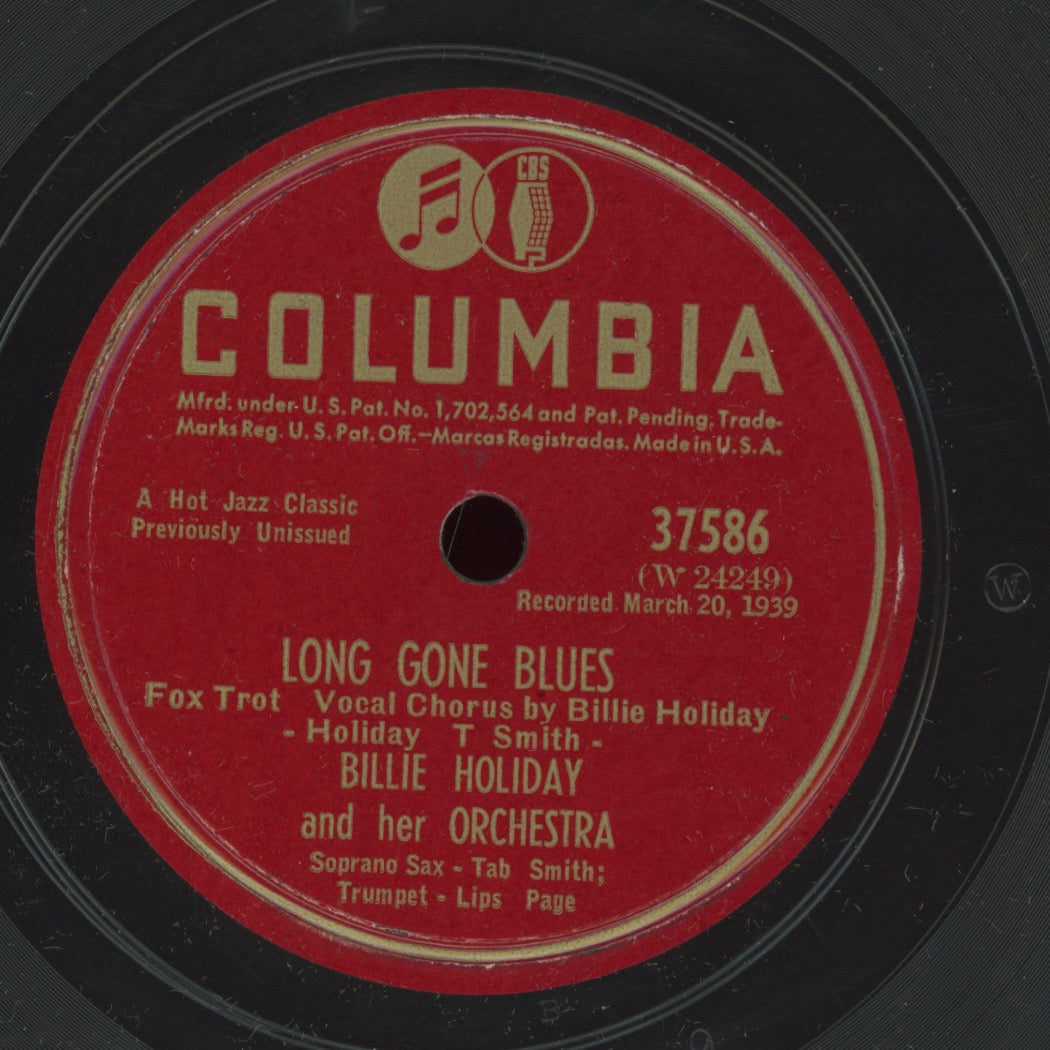 CBS
COLUMBIA
Mfrd. under U. S. Pat. No. 1,702,564 and Pat. Pending. Trade-
Marks Reg. U. S. Pat. Off.—Marcas Registradas. Made in U.S.A.
A Hot Jazz Classic
Previously Unissued
37586
(W 24249)
Recorded March 20, 1939
W
LONG GONE BLUES
Fox Trot Vocal Chorus by Billie Holiday
- Holiday T Smith -
BILLIE HOLIDAY
and her ORCHESTRA
Soprano Sax - Tab Smith;
Trumpet - Lips Page
B